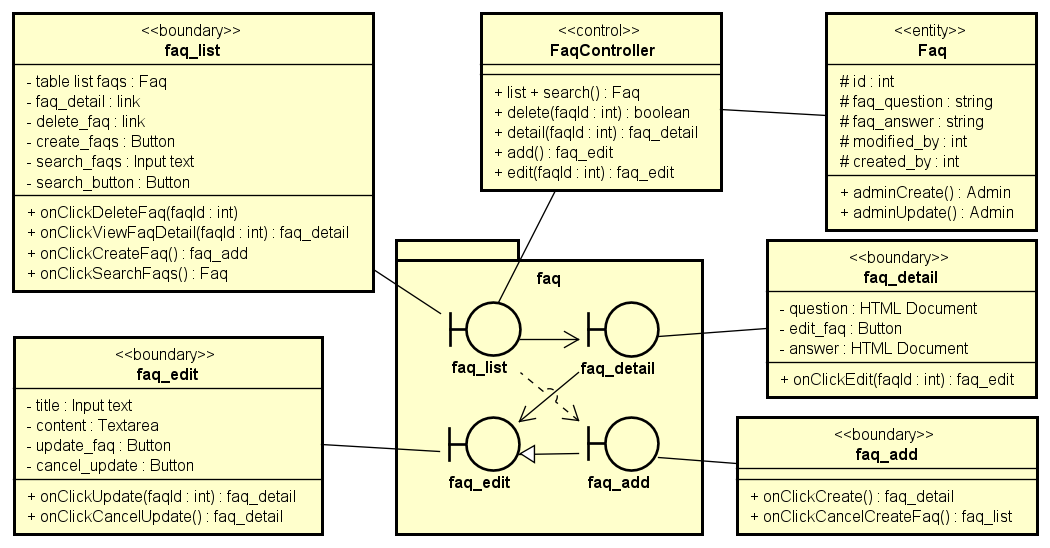 <<boundary>>
faq_list
- table list faqs : Faq
- faq_detail : link
- delete_faq : link
- create_faqs : Button
- search_faqs : Input text
- search_button : Button
+ onClickDeleteFaq(faqId : int)
+ onClickViewFaqDetail(faqId : int) : faq_detail
+ onClickCreateFaq() : faq_add
+ onClickSearchFaqs() : Faq
<<control>>
FaqController
+ list + search() : Faq
+ delete(faqId : int) : boolean
+ detail(faqId : int) : faq_detail
+ add() : faq_edit
+ edit(faqId : int) : faq_edit
<<entity>>
Faq
# id : int
# faq_question : string
# faq_answer : string
# modified_by : int
# created_by : int
+ adminCreate() : Admin
+ adminUpdate() : Admin
<<boundary>>
faq_detail
- question : HTML Document
- edit_faq : Button
- answer : HTML Document
+ onClickEdit(faqId : int) : faq_edit
faq
faq_list
faq_detail
faq_edit
faq_add
<<boundary>>
faq_edit
- title : Input text
- content : Textarea
- update_faq : Button
- cancel_update : Button
+ onClickUpdate(faqId : int) : faq_detail
+ onClickCancelUpdate() : faq_detail
<<boundary>>
faq_add
+ onClickCreate() : faq_detail
+ onClickCancelCreateFaq() : faq_list